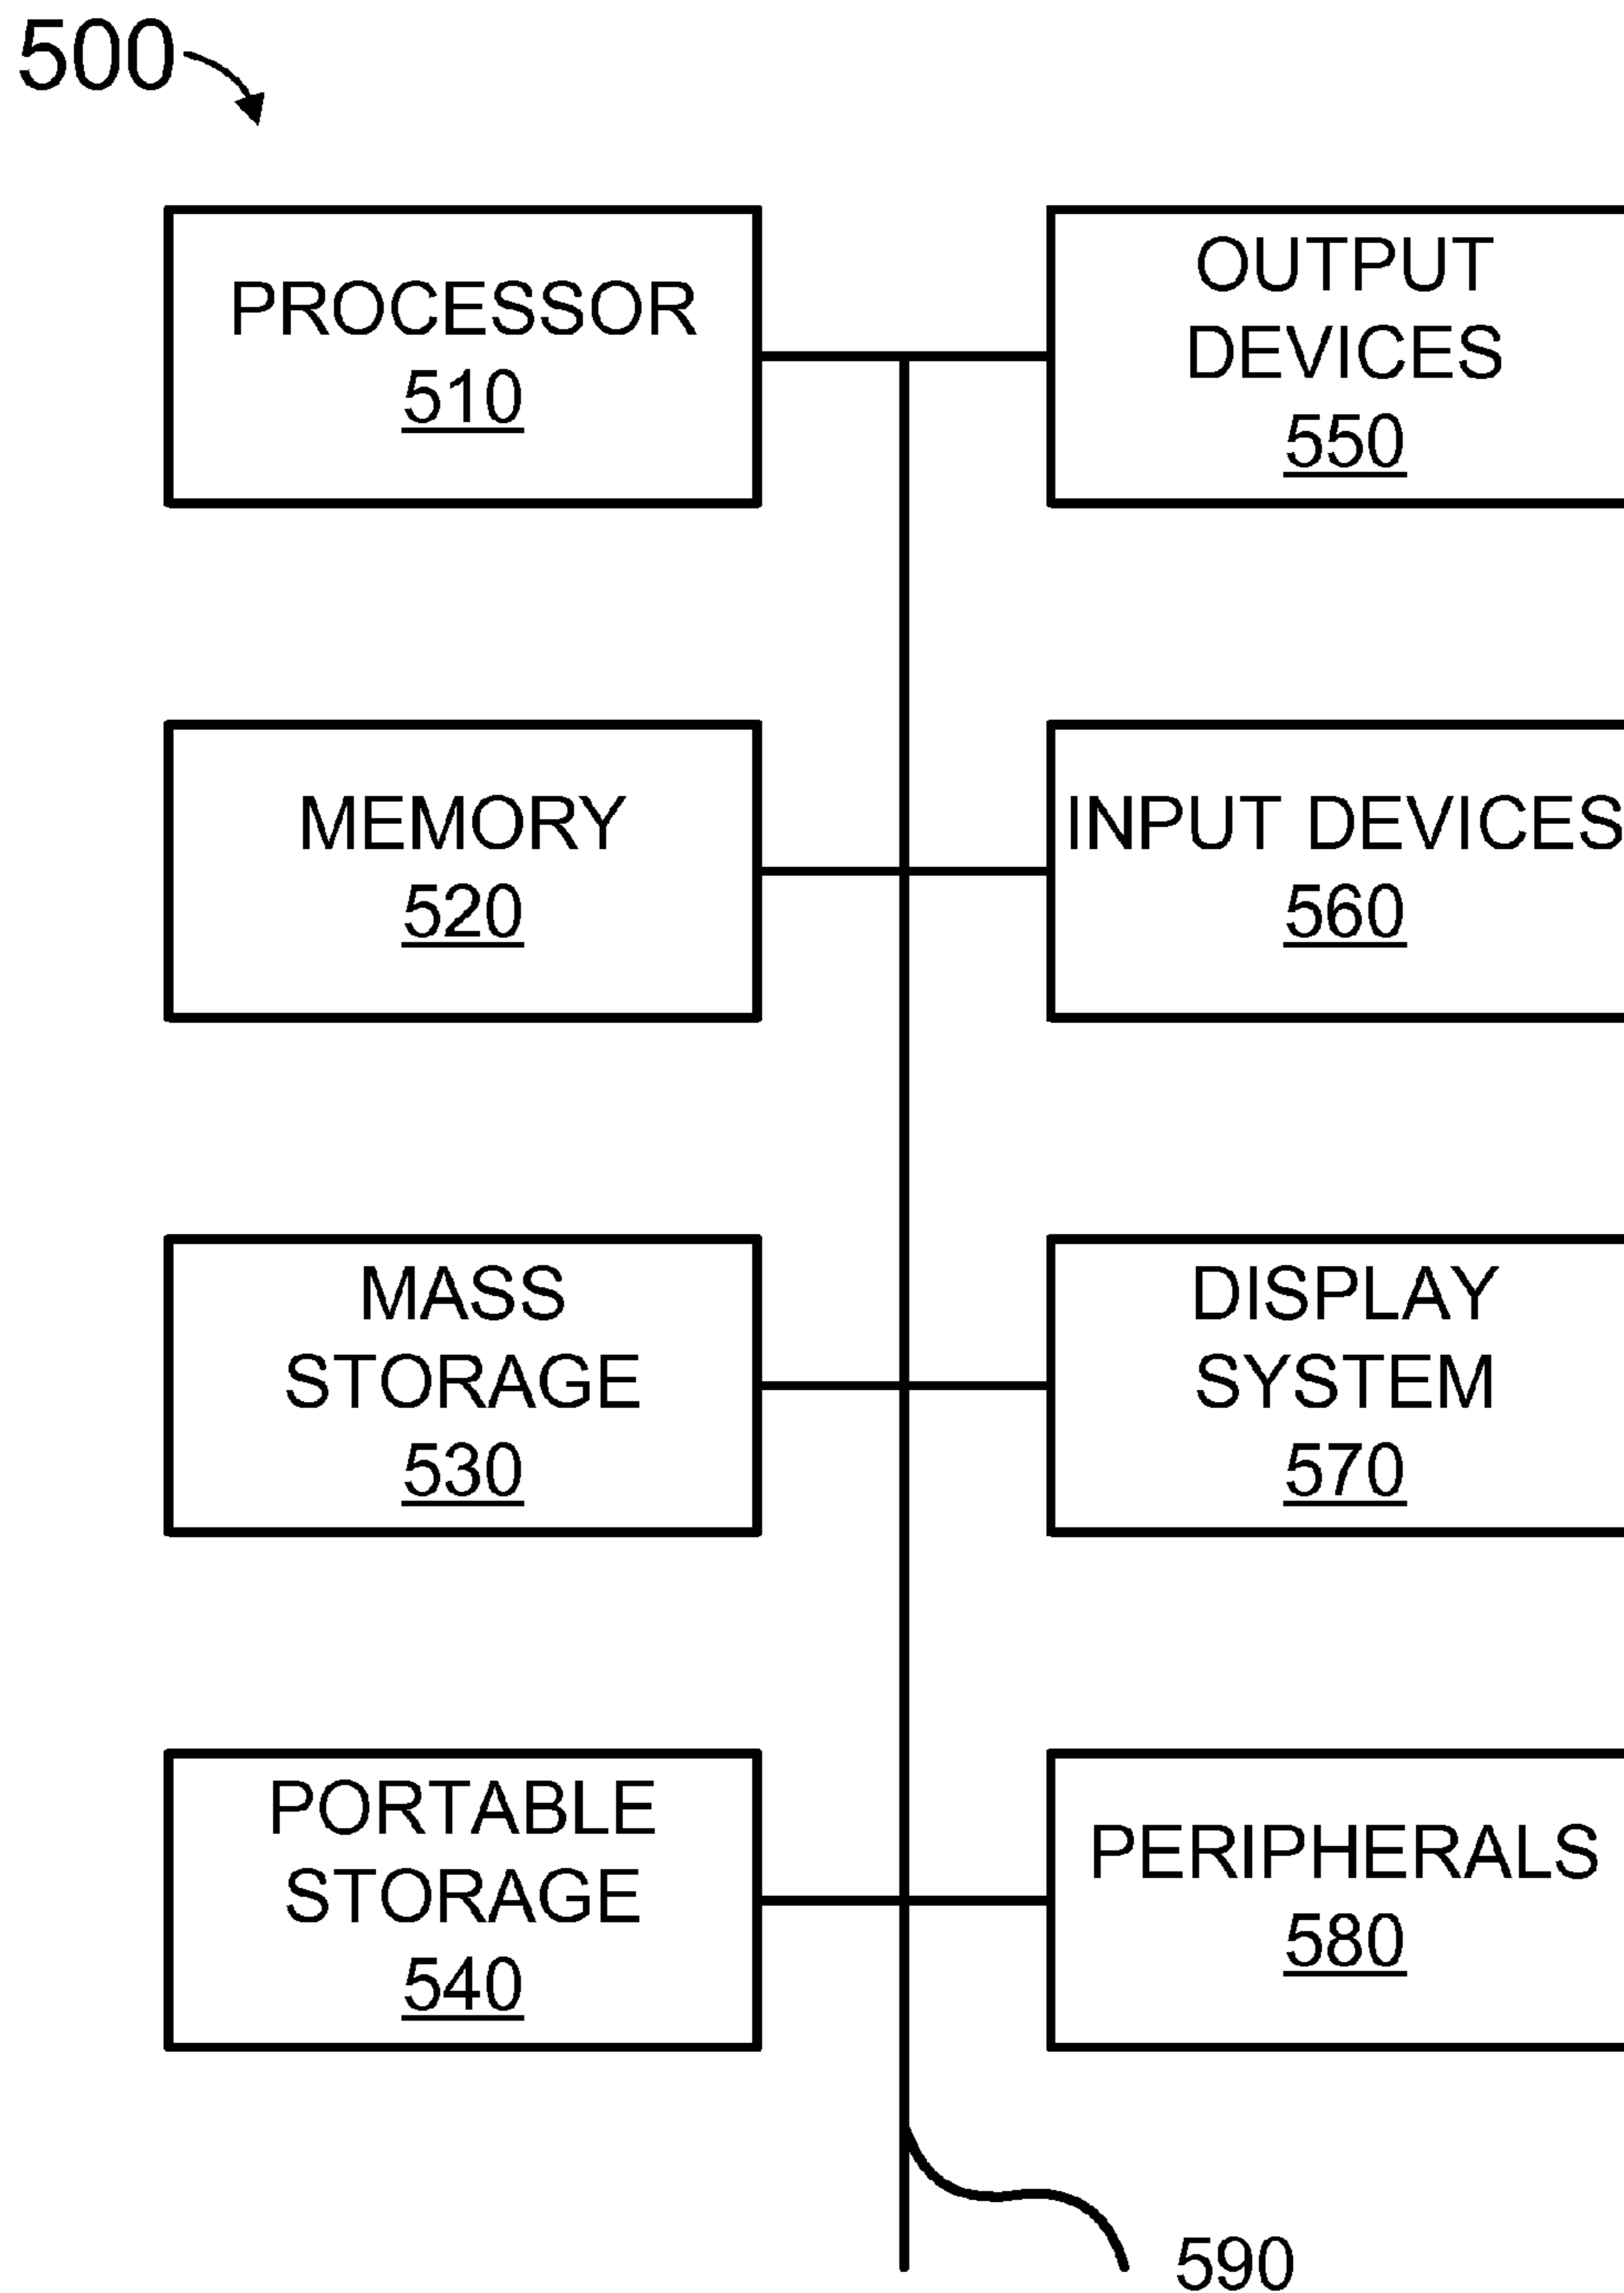 500
PROCESSOR
510
OUTPUT
DEVICES
550
MEMORY
520
INPUT DEVICES
560
MASS
STORAGE
530
DISPLAY
SYSTEM
570
PORTABLE
STORAGE
540
PERIPHERALS
580
590